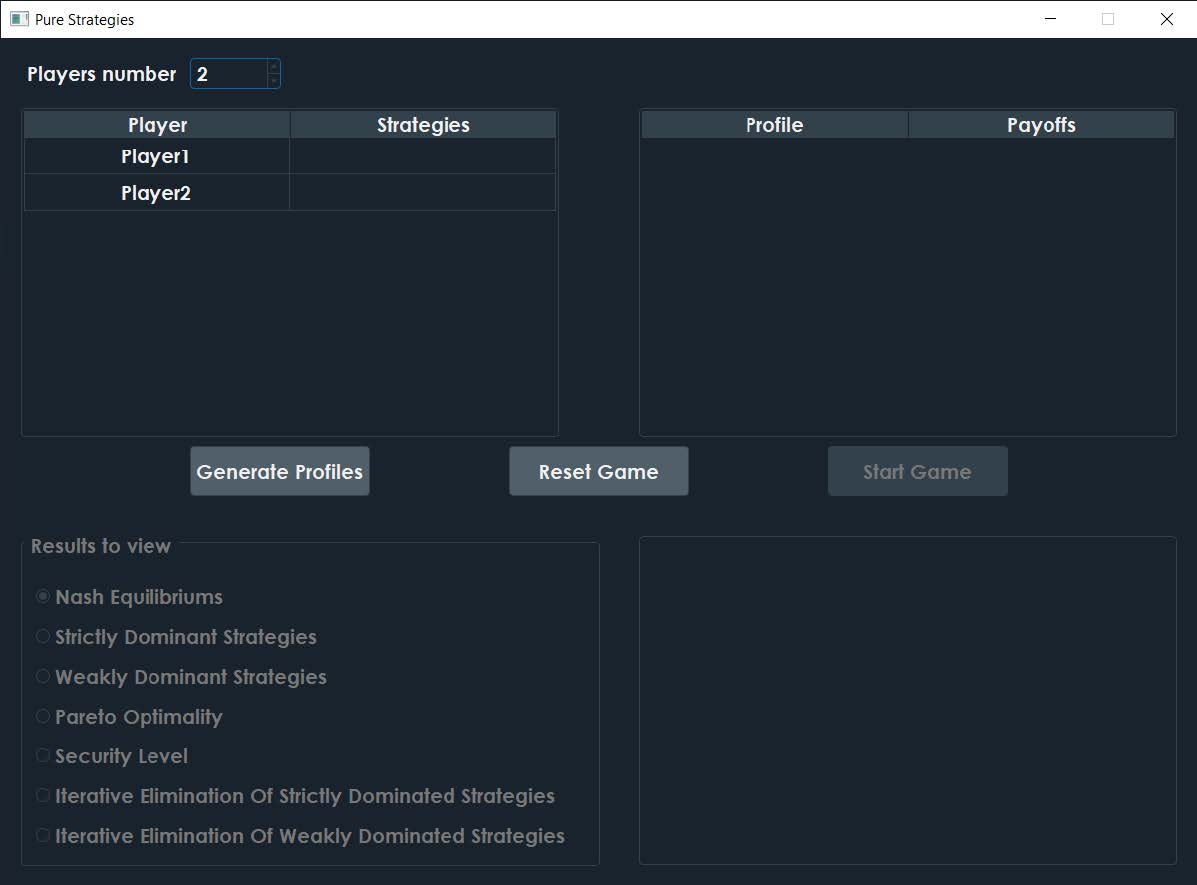 Pure Strategies
Players number 2
Player Strategies
Player1
Player2
Profile Payoffs
Generate Profiles Reset Game Start Game
Results to view
Nash Equilibriums
Strictly Dominant Strategies
Weakly Dominant Strategies
Pareto Optimality
Security Level
Iterative Elimination Of Strictly Dominated Strategies
Iterative Elimination Of Weakly Dominated Strategies